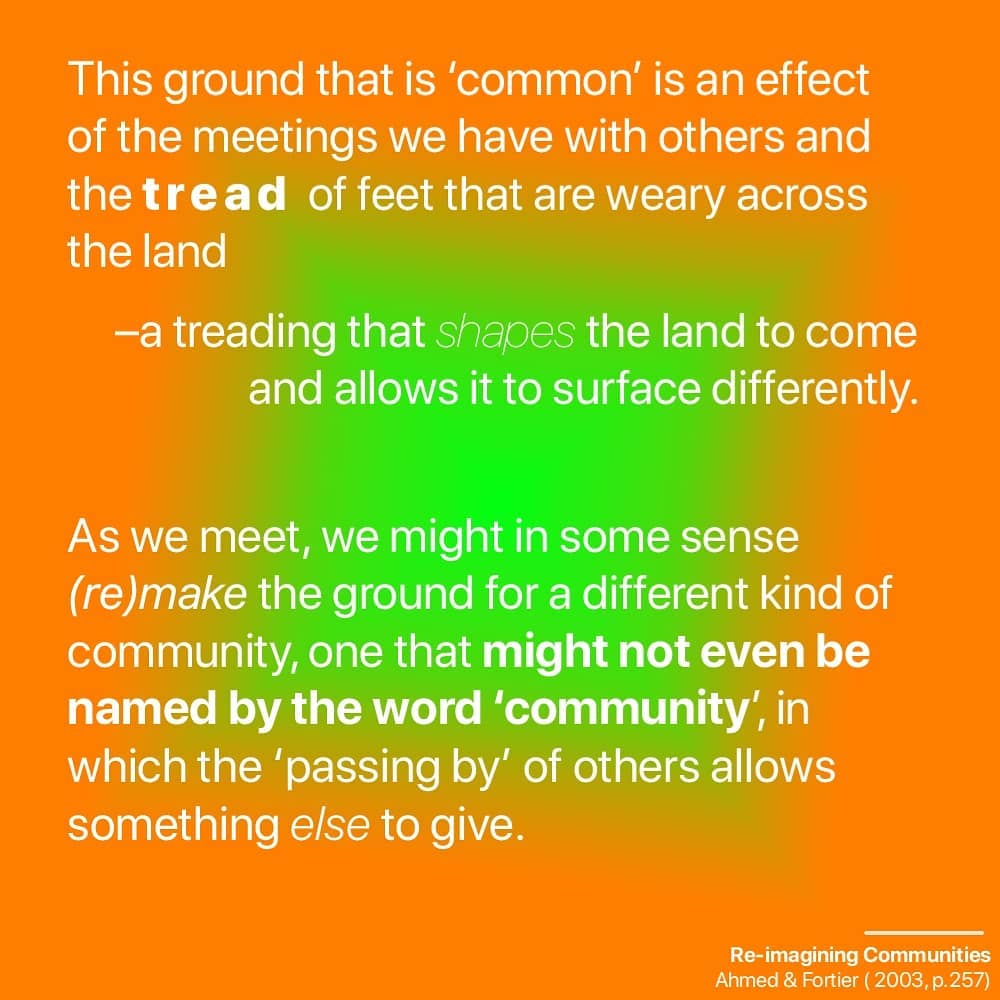 This ground that is ‘common’ is an effect
of the meetings we have with others and
the tread of feet that are weary across
the land
–a treading that shapes the land to come
and allows it to surface differently.
As we meet, we might in some sense
(re)make the ground for a different kind of
community, one that might not even be
named by the word ‘community’, in
which the ‘passing by’ of others allows
something else to give.
Re-imagining Communities
Ahmed & Fortier ( 2003, p.257)